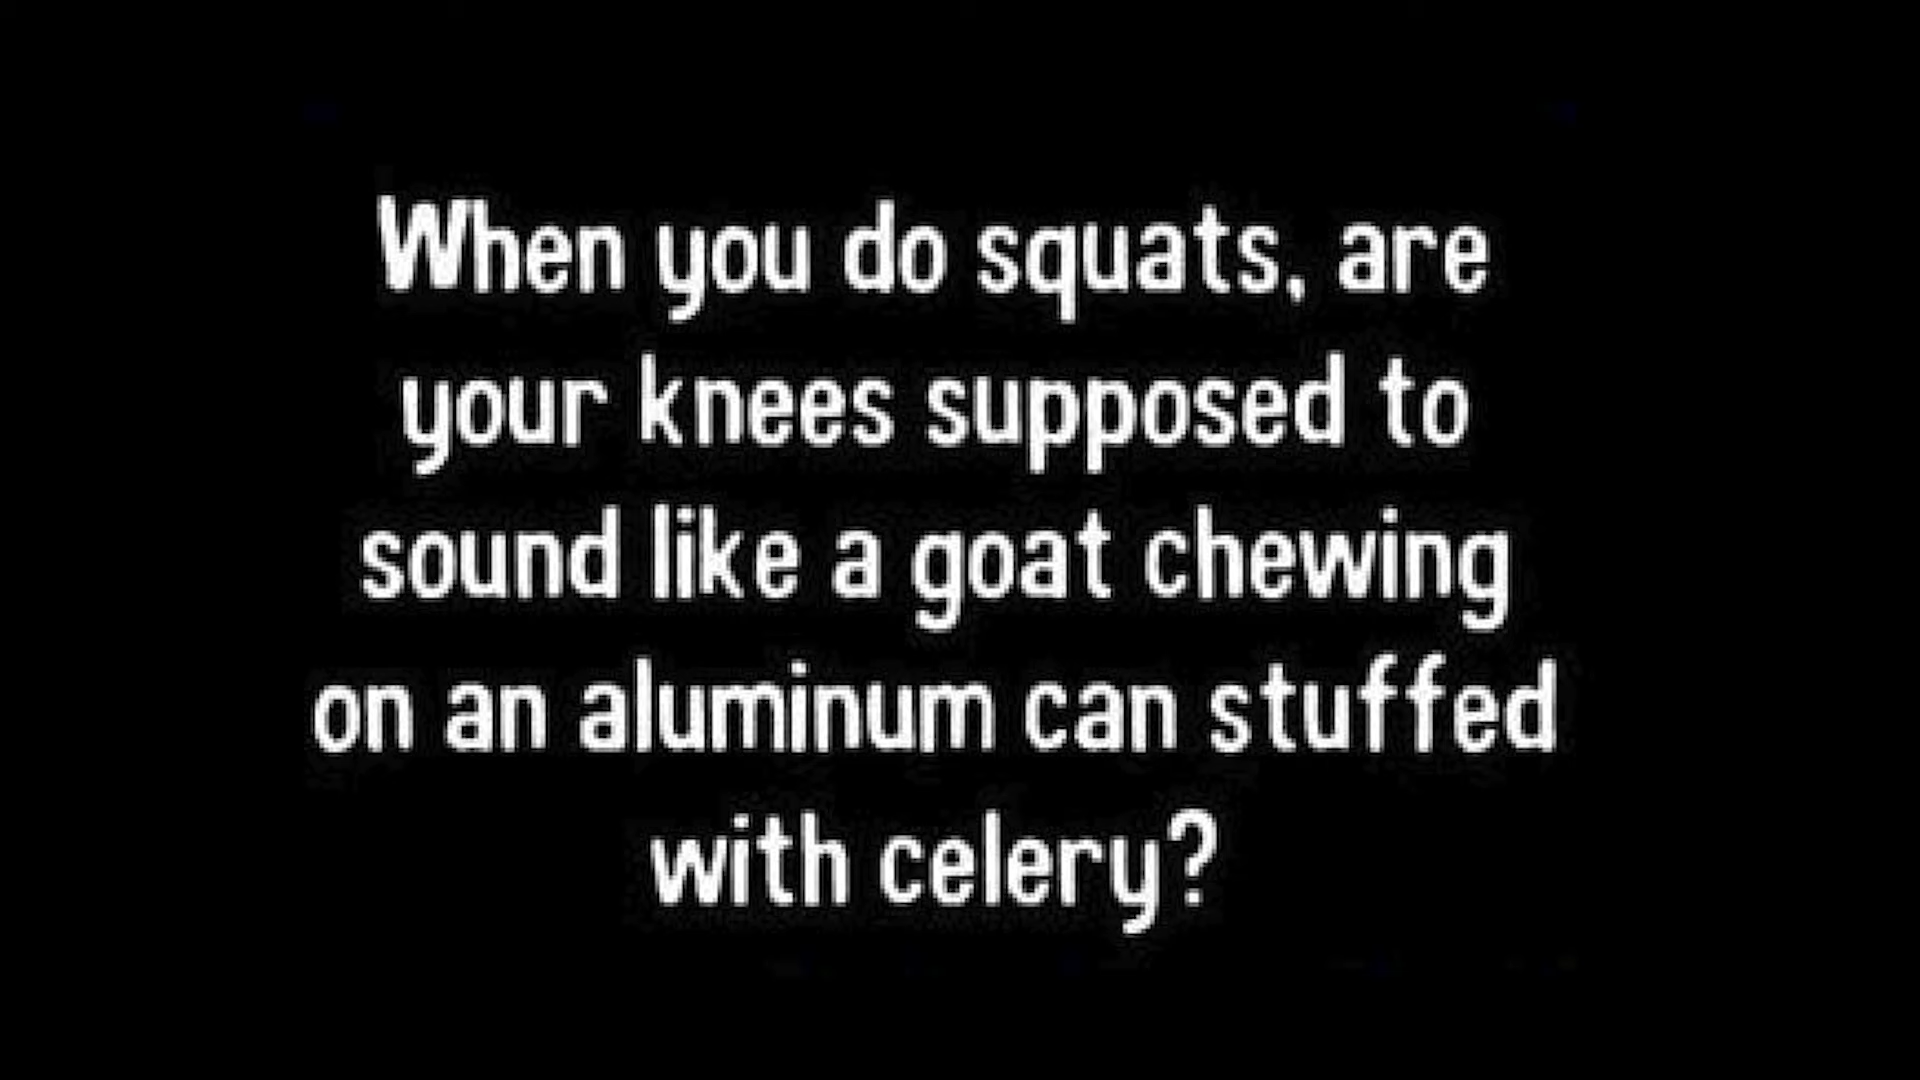 When you do squats, are
your knees supposed to
sound like a goat chewing
on an aluminum can stuffed
with celery?